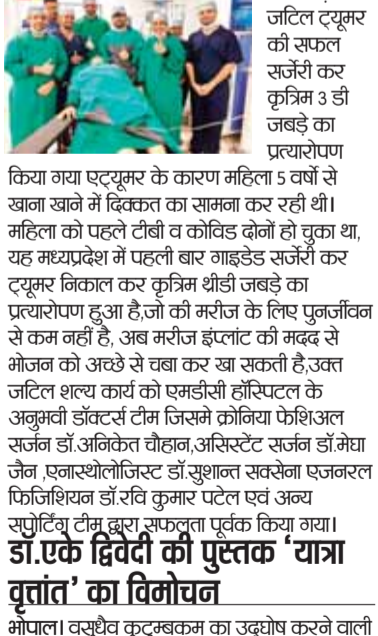 जटिल ट्यूमर
की सफल
सर्जेरी कर
कृत्रिम 3 डी
जबड़े का
प्रत्यारोपण
किया गया एट्यूमर के कारण महिला 5 वर्षो से
खाना खाने में दिक्कत का सामना कर रही थी।
महिला को पहले टीबी व कोविड दोनों हो चुका था,
यह मध्यप्रदेश में पहली बार गाइडेड सर्जेरी कर
ट्यूमर निकाल कर कृत्रिम थ्रीडी जबड़े का
प्रत्यारोपण हुआ है,जो की मरीज के लिए पुनर्जीवन
से कम नहीं है, अब मरीज इंप्लांट की मदद से
भोजन को अच्छे से चबा कर खा सकती है,उक्त
जटिल शल्य कार्य को एमडीसी हॉस्पिटल के
अनुभवी डॉक्टर्स टीम जिसमे क्रोनिया फेशिअल
सर्जन डॉ.अनिकेत चौहान,असिस्टेंट सर्जन डॉ.मेघा
जैन ,एनास्थोलोजिस्ट डॉ.सुशान्त सक्सेना एजनरल
फिजिशियन डॉ.रवि कुमार पटेल एवं अन्य
सपोर्टिंग टीम द्वारा सफलता पूर्वक किया गया।
डॉ.एके द्विवेदी की पुस्तक ‘यात्रा
वृत्तांत’ का विमोचन
भोपाल। वसुधैव कुटुम्बकम का उद्घोष करने वाली